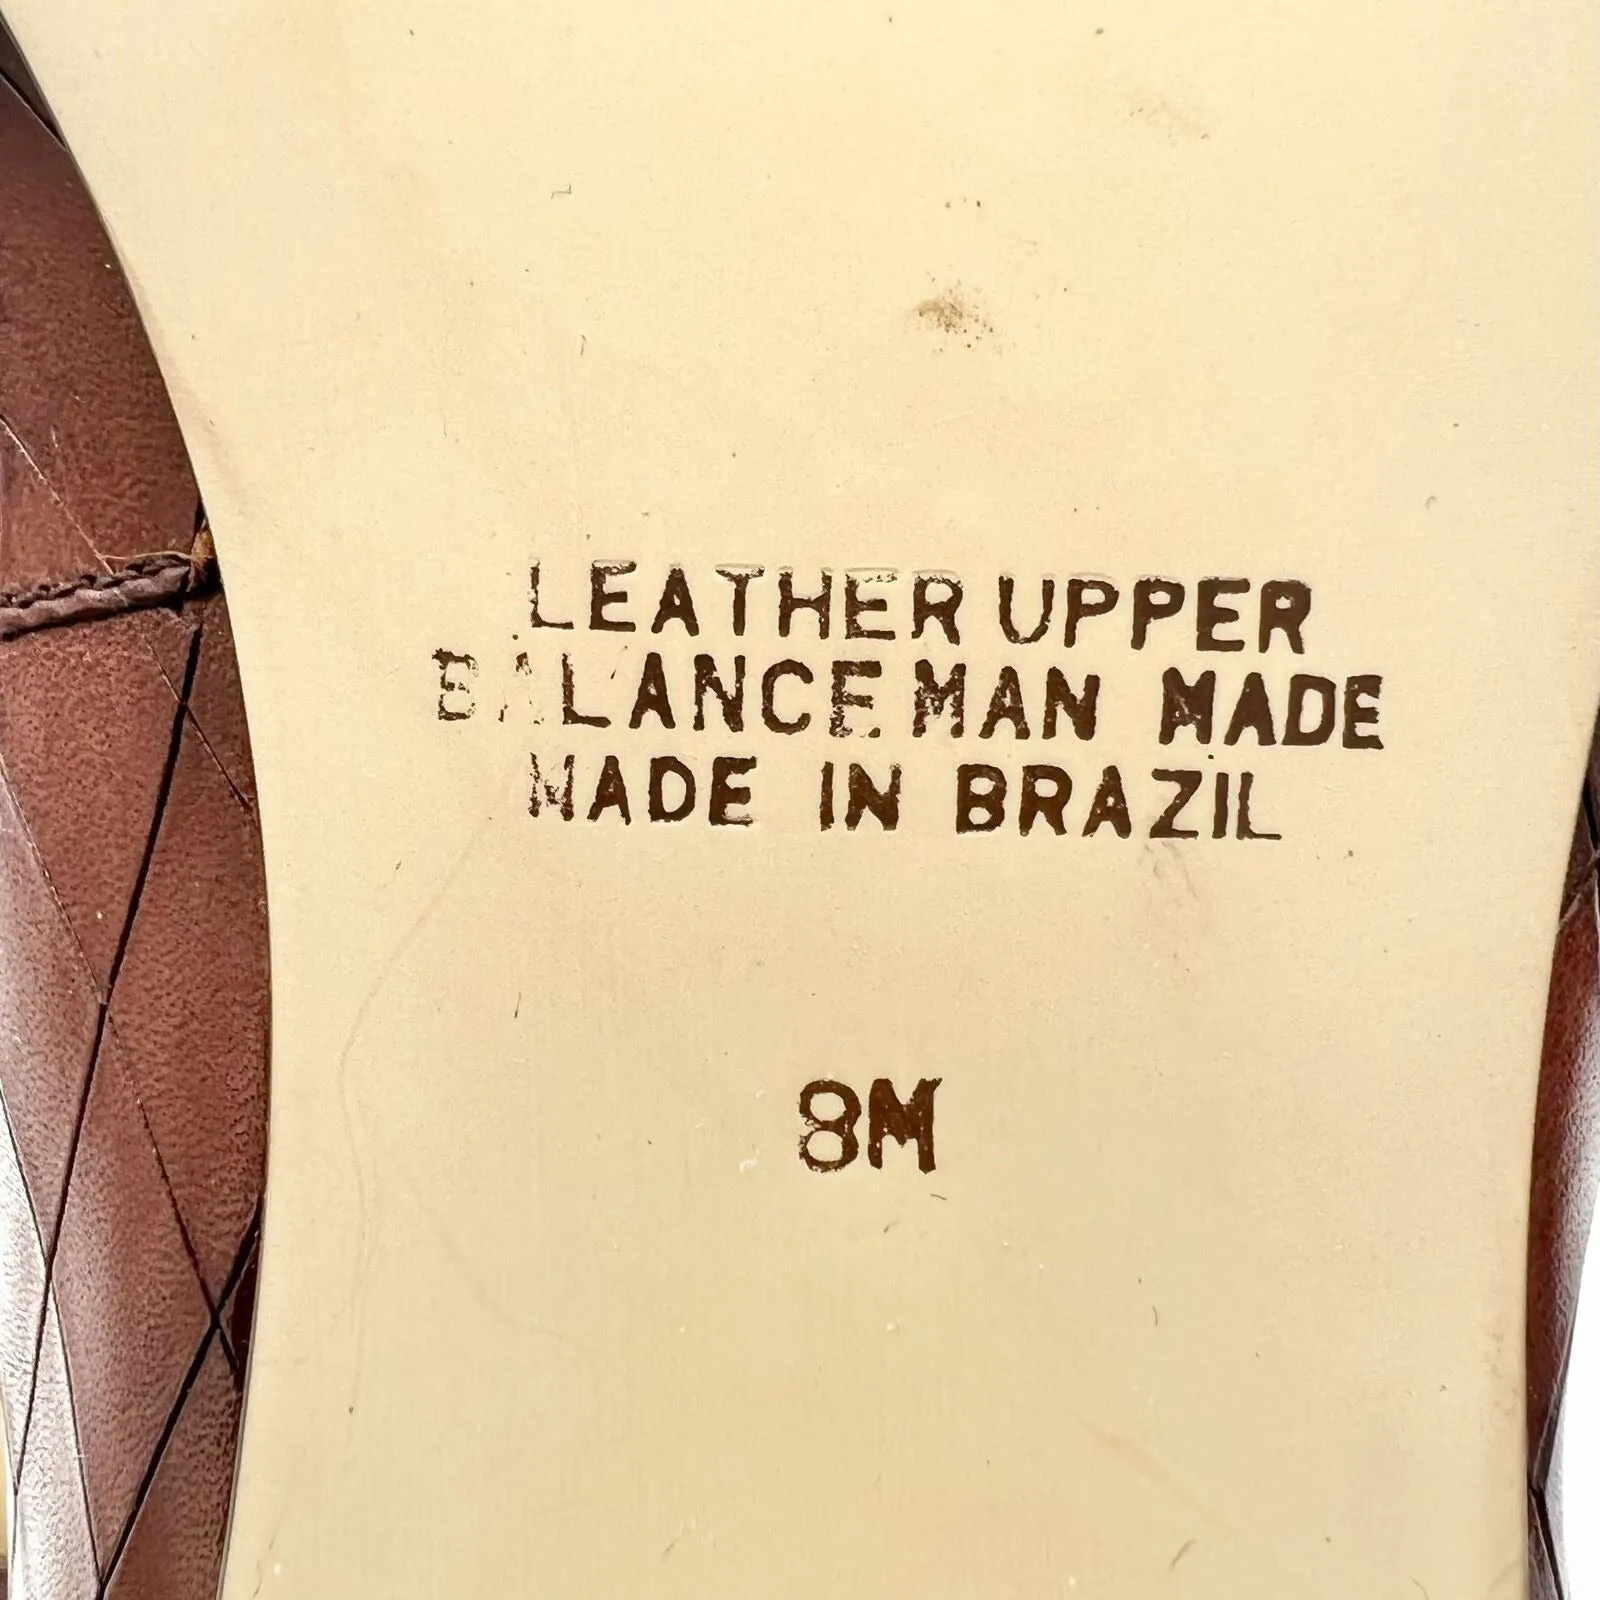 LEATHER UPPER
BALANCE MAN MADE
MADE IN BRAZIL
8M